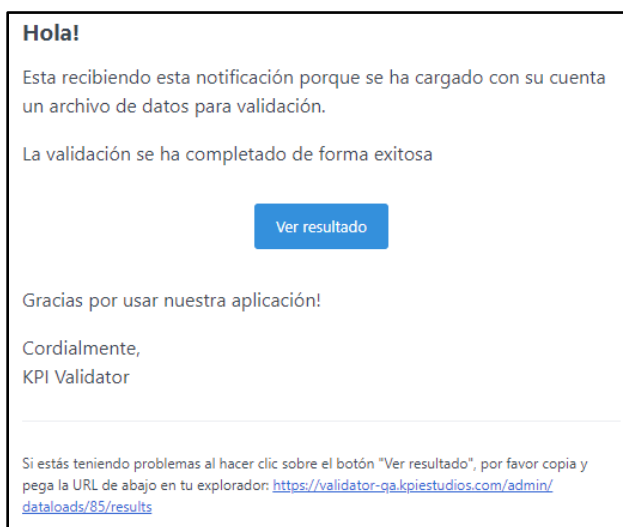 Hola!
Esta recibiendo esta notificación porque se ha cargado con su cuenta
un archivo de datos para validación.
La validación se ha completado de forma exitosa
Ver resultado
Gracias por usar nuestra aplicación!
Cordialmente,
KPI Validator
Si estás teniendo problemas al hacer clic sobre el botón "Ver resultado", por favor copia y
pega la URL de abajo en tu explorador: https://validator-qa.kpiestudios.com/admin/
dataloads/85/results